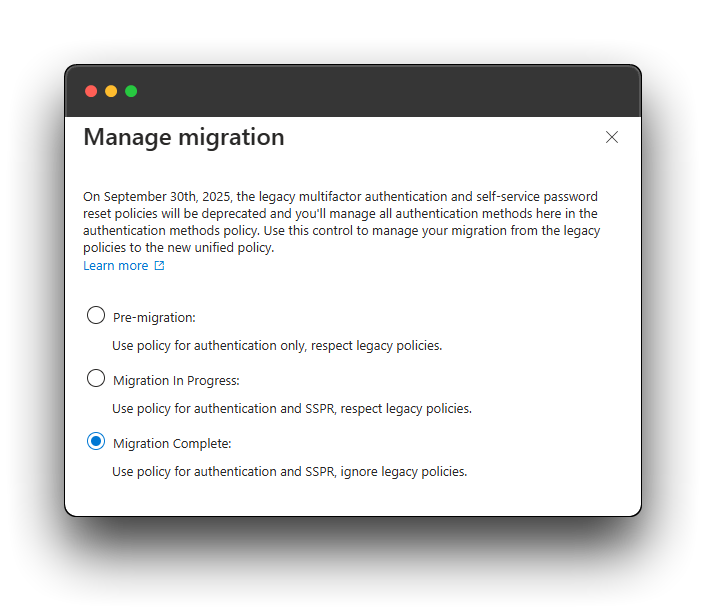 Manage migration
On September 30th, 2025, the legacy multifactor authentication and self-service password
reset policies will be deprecated and you'll manage all authentication methods here in the
authentication methods policy. Use this control to manage your migration from the legacy
policies to the new unified policy.
Learn more
Pre-migration:
Use policy for authentication only, respect legacy policies.
Migration In Progress:
Use policy for authentication and SSPR, respect legacy policies.
Migration Complete:
Use policy for authentication and SSPR, ignore legacy policies.